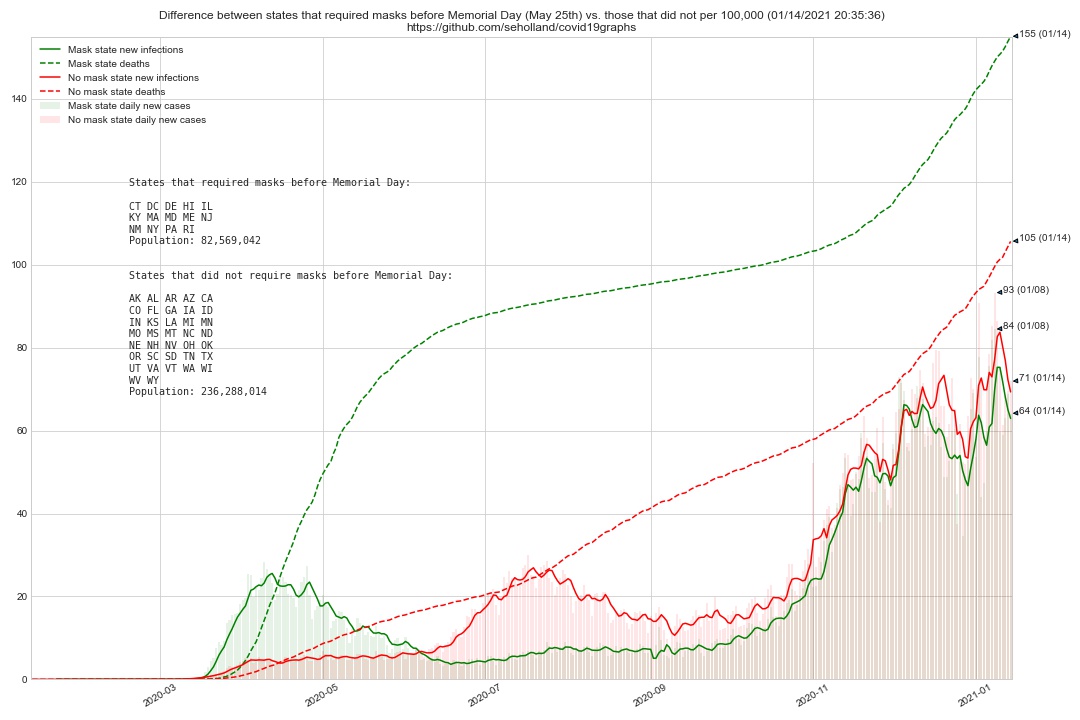 Difference between states that required masks before Memorial Day (May 25th) vs. those that did not per 100,000 (01/14/2021 20:35:36)
https://github.com/seholland/covid19graphs
Mask state new infections
Mask state deaths
No mask state new infections
No mask state deaths
Mask state daily new cases
No mask state daily new cases
States that required masks before Memorial Day:
CT DC DE HI IL
KY MA MD ME NJ
NM NY PA RI
Population: 82,569,042
States that did not require masks before Memorial Day:
AK AL AR AZ CA
CO FL GA IA ID
IN KS LA MI MN
MO MS MT NC ND
NE NH NV OH OK
OR SC SD TN TX
UT VA VT WA WI
WV WY
Population: 236,288,014
155 (01/14)
105 (01/14)
93 (01/08)
84 (01/08)
71 (01/14)
64 (01/14)
140
120
100
80
60
40
20
0
2020-03
2020-05
2020-07
2020-09
2020-11
2021-01